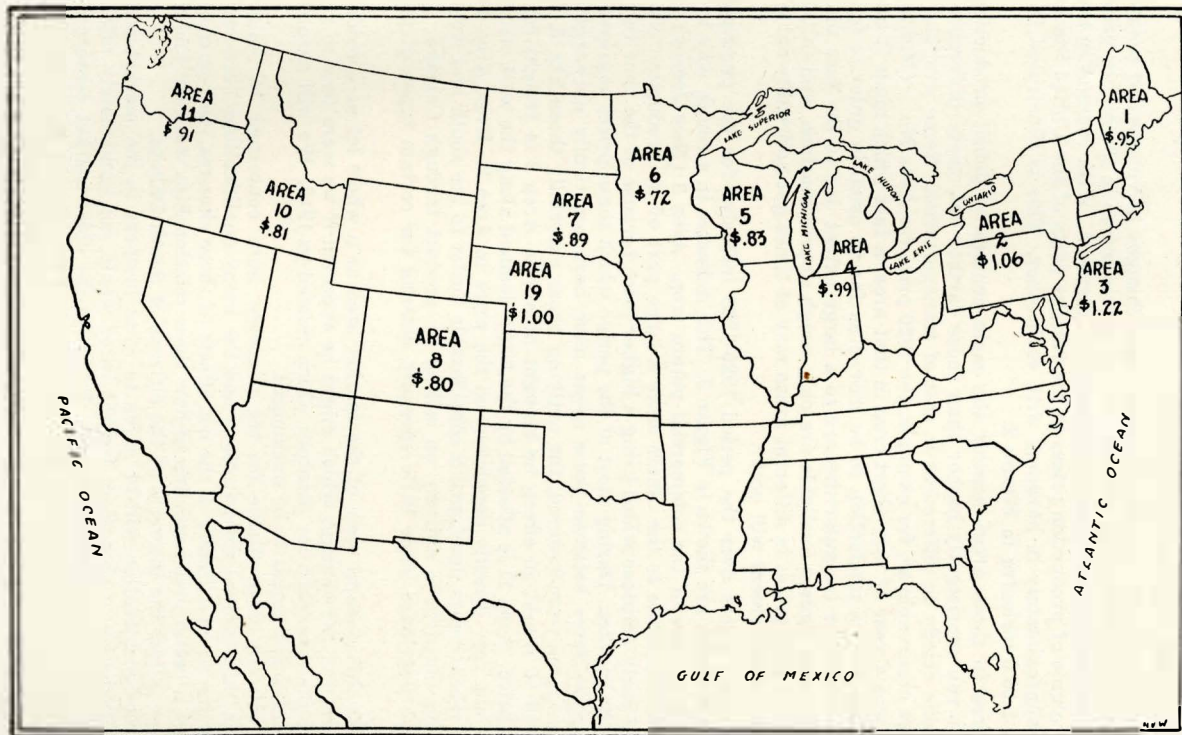 AREA
11
$ 91
AREA
10
$.81
AREA
6
$.72
AREA
7
$.89
AREA
19
$1.00
AREA
8
$.80
AREA
5
$.83
LAKE SUPERIOR
LAKE MICHIGAN
LAKE HURON
AREA
4
$.99
LAKE ERIE
L. ONTARIO
AREA
2
$1.06
AREA
1
$.95
AREA
3
$1.22
PACIFIC OCEAN
ATLANTIC OCEAN
GULF OF MEXICO